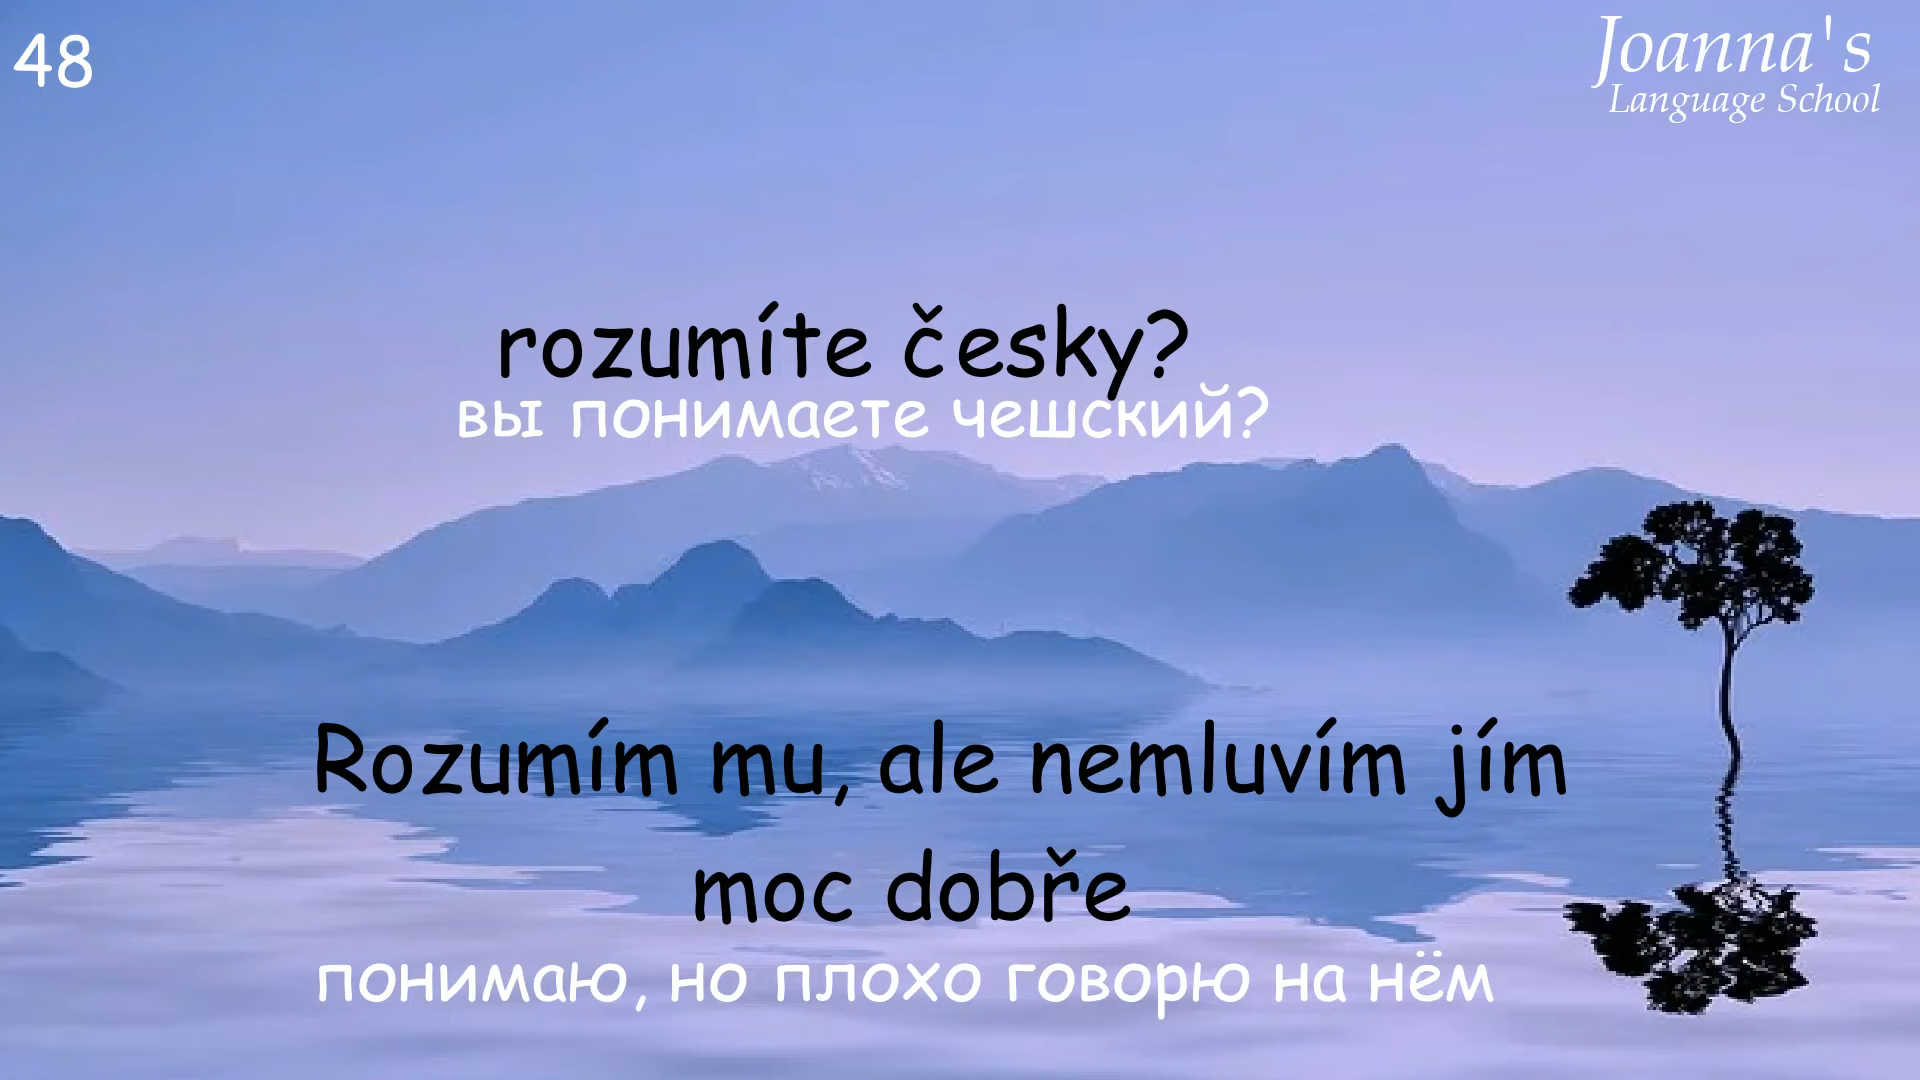 48
Joanna's
Language School
rozumíte česky?
вы понимаете чешский?
Rozumím mu, ale nemluvím jím
moc dobře
понимаю, но плохо говорю на нём